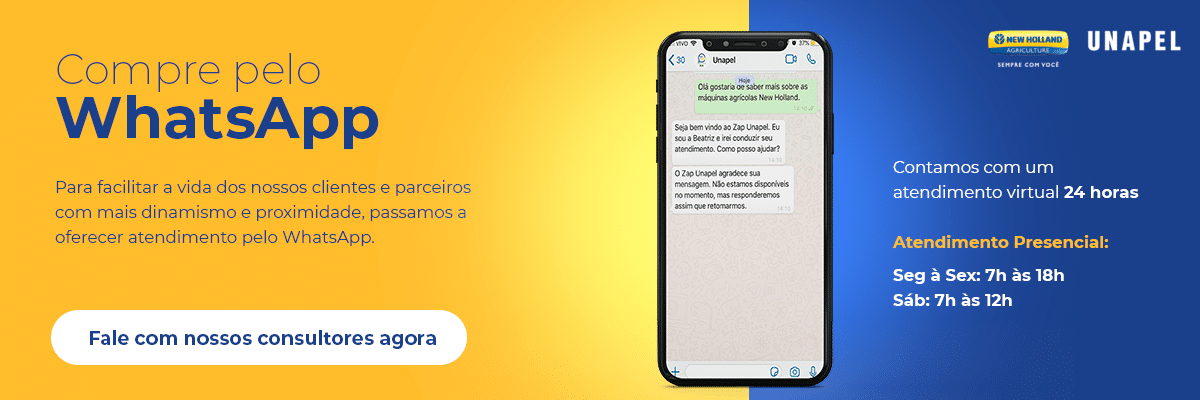 Compre pelo
WhatsApp
Para facilitar a vida dos nossos clientes e parceiros
com mais dinamismo e proximidade, passamos a
oferecer atendimento pelo WhatsApp.
Fale com nossos consultores agora
VIVO
37%
30
Unapel
Hoje
Olá gostaria de saber mais sobre as
máquinas agrícolas New Holland.
14:10
Seja bem vindo ao Zap Unapel. Eu
sou a Beatriz e irei conduzir seu
atendimento. Como posso ajudar?
14:10
O Zap Unapel agradece sua
mensagem. Não estamos disponíveis
no momento, mas responderemos
assim que retomarmos.
14:10
NEW HOLLAND
AGRICULTURE
SEMPRE COM VOCÊ
UNAPEL
Contamos com um
atendimento virtual 24 horas
Atendimento Presencial:
Seg à Sex: 7h às 18h
Sáb: 7h às 12h